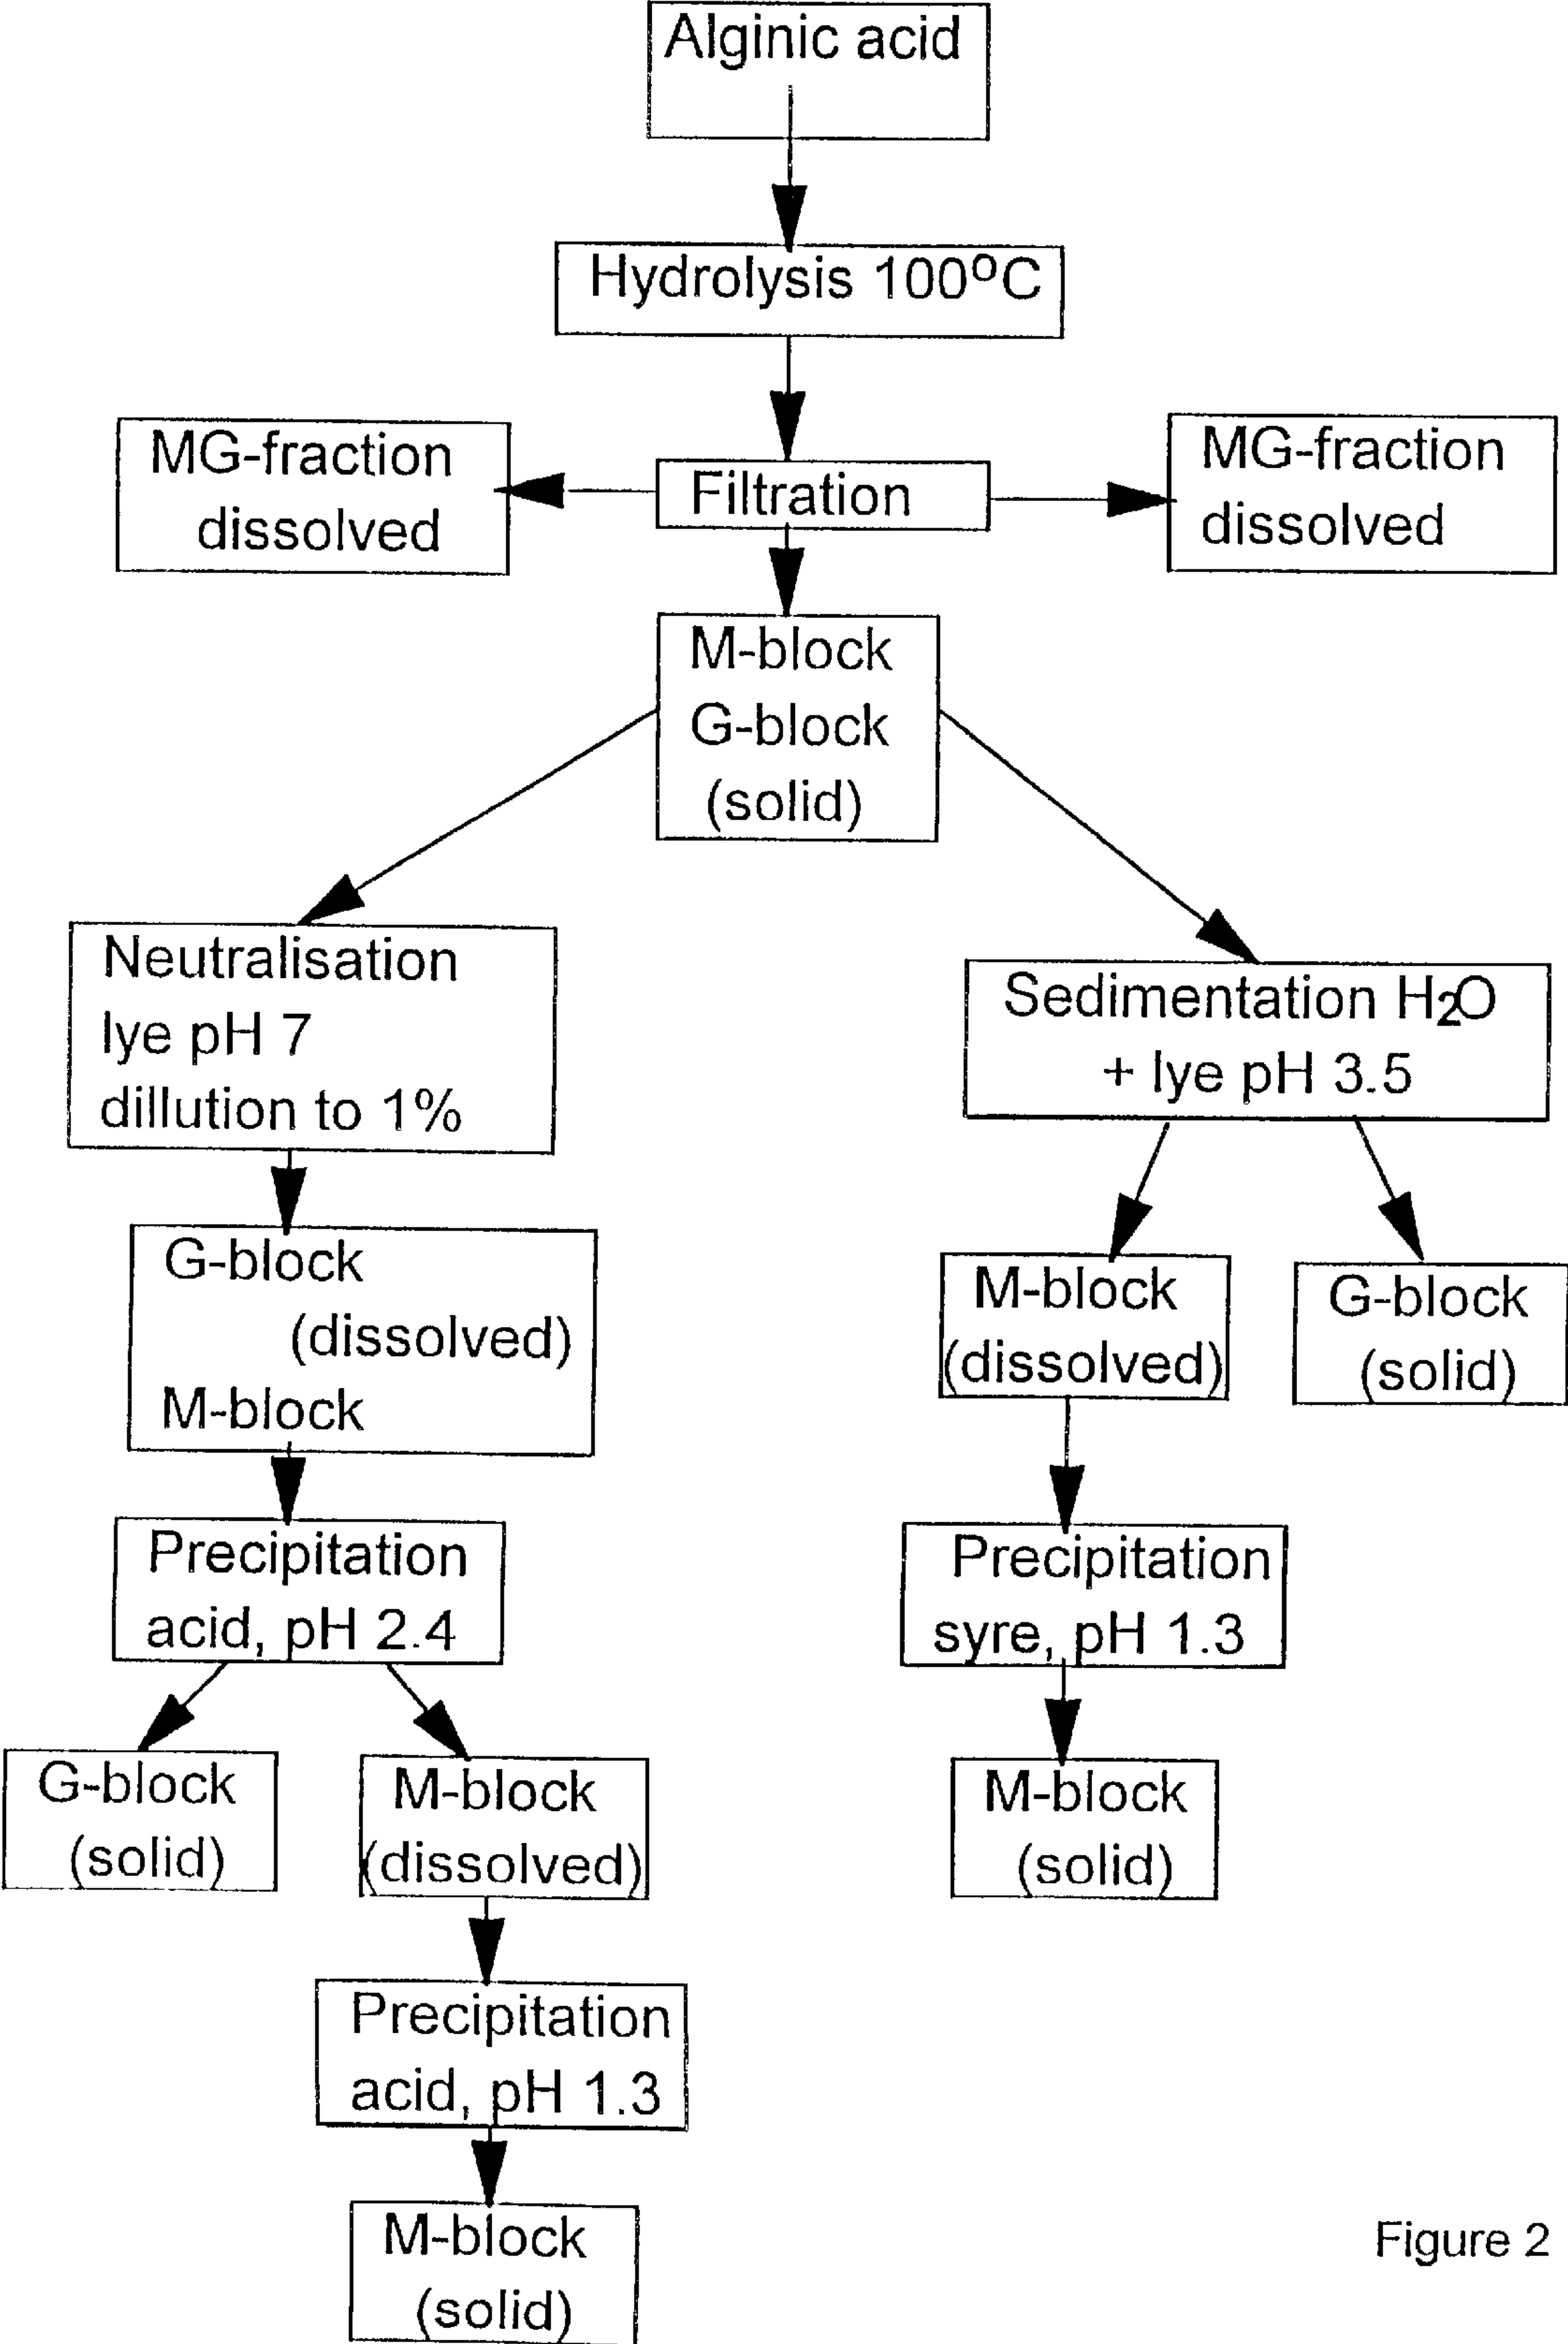 Alginic acid
Hydrolysis 100ºC
MG-fraction
dissolved
Filtration
MG-fraction
dissolved
M-block
G-block
(solid)
Neutralisation
lye pH 7
dillution to 1%
Sedimentation H₂O
+ lye pH 3.5
G-block
(dissolved)
M-block
M-block
(dissolved)
G-block
(solid)
Precipitation
acid, pH 2.4
Precipitation
syre, pH 1.3
G-block
(solid)
M-block
(dissolved)
M-block
(solid)
Precipitation
acid, pH 1.3
M-block
(solid)
Figure 2